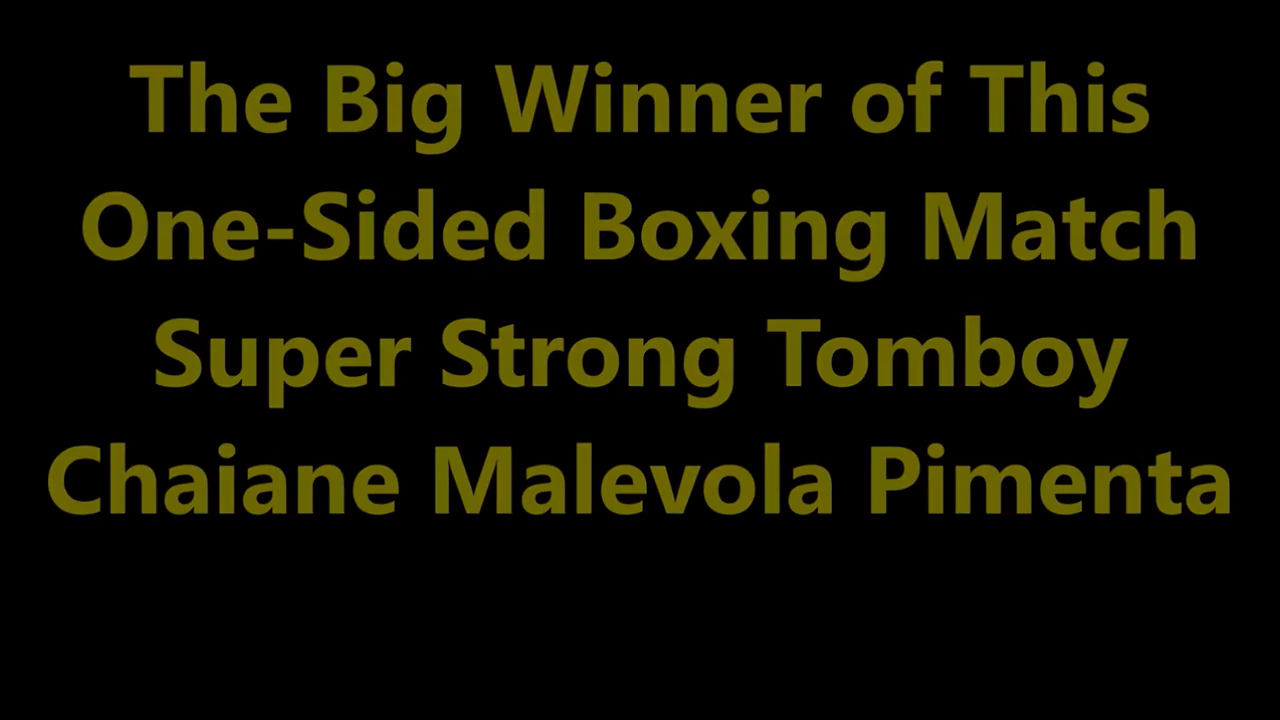 The Big Winner of This
One-Sided Boxing Match
Super Strong Tomboy
Chaiane Malevola Pimenta